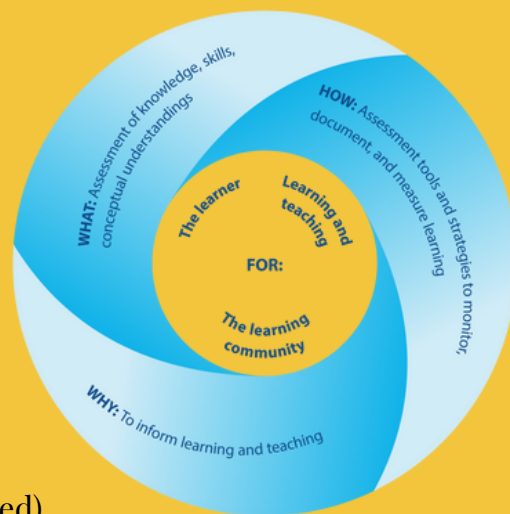 WHAT: Assessment of knowledge, skills,
conceptual understandings
HOW: Assessment tools and strategies to monitor,
document, and measure learning
The learner
Learning and
teaching
FOR:
The learning
community
WHY: To inform learning and teaching
ed)